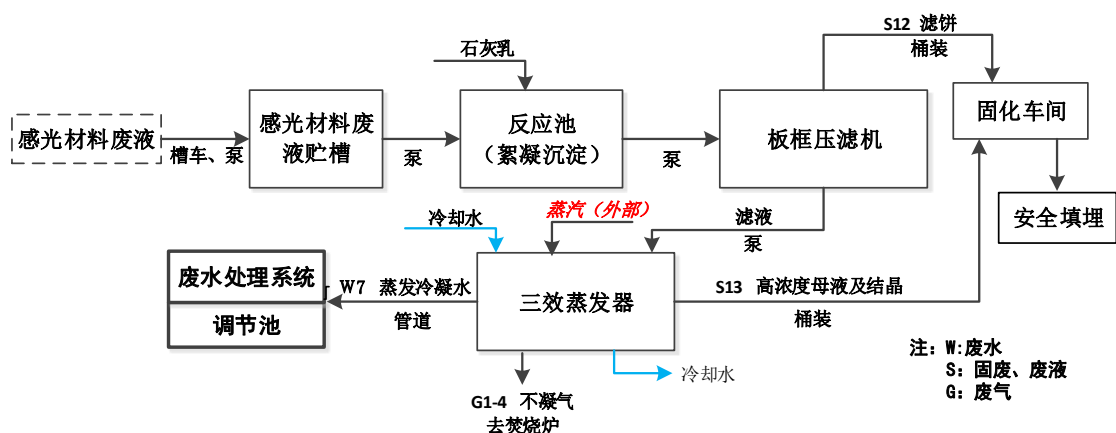 S12 滤饼
桶装
石灰乳
感光材料废液
槽车、泵
感光材料废
液贮槽
泵
反应池
（絮凝沉淀）
泵
板框压滤机
固化车间
安全填埋
冷却水
蒸汽（外部）
滤液
泵
废水处理系统
调节池
W7 蒸发冷凝水
管道
三效蒸发器
S13 高浓度母液及结晶
桶装
冷却水
G1-4 不凝气
去焚烧炉
注：W:废水
S：固废、废液
G：废气